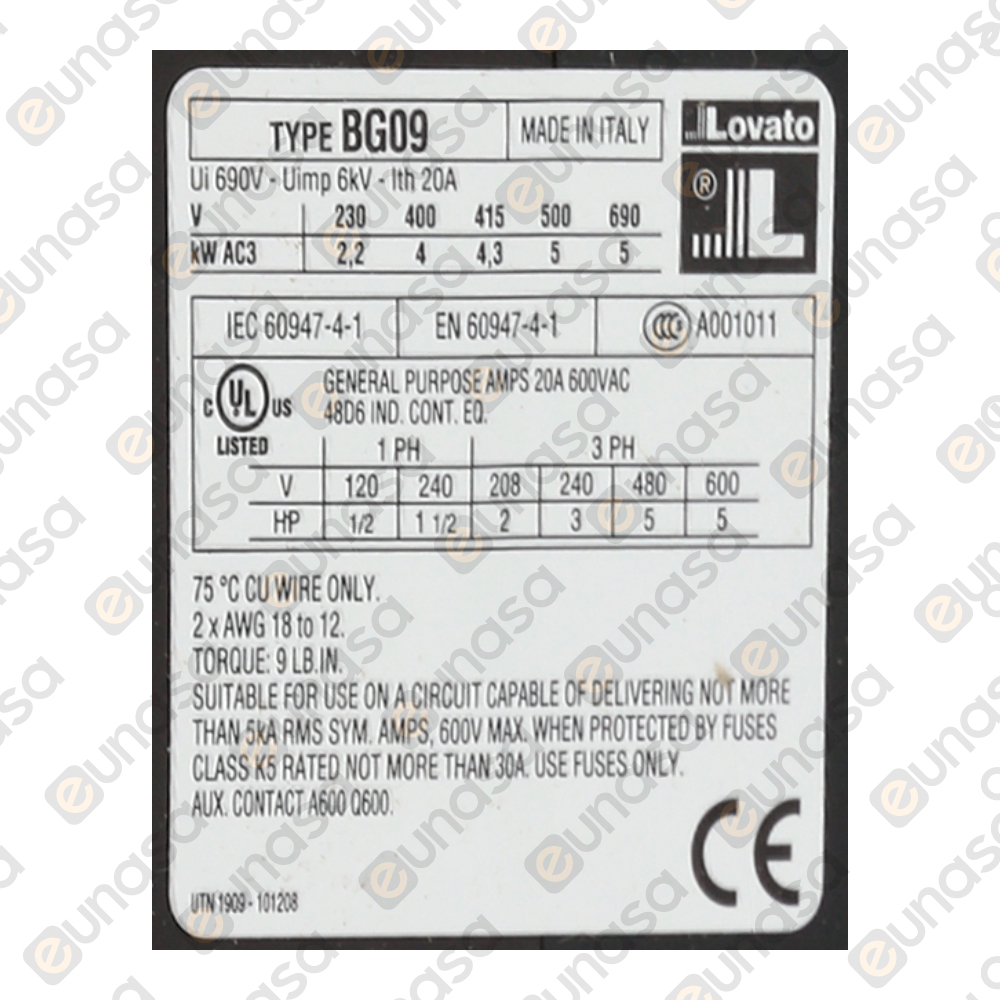 TYPE BG09 MADE IN ITALY
Lovato
®
Ui 690V - Uimp 6kV - Ith 20A
V 230 400 415 500 690
kW AC3 2,2 4 4,3 5 5
IEC 60947-4-1 EN 60947-4-1 CCC A001011
GENERAL PURPOSE AMPS 20A 600VAC
C UL US 48D6 IND. CONT. EQ.
LISTED 1 PH 3 PH
V 120 240 208 240 480 600
HP 1/2 1 1/2 2 3 5 5
75 °C CU WIRE ONLY.
2 x AWG 18 to 12.
TORQUE: 9 LB.IN.
SUITABLE FOR USE ON A CIRCUIT CAPABLE OF DELIVERING NOT MORE
THAN 5kA RMS SYM. AMPS, 600V MAX. WHEN PROTECTED BY FUSES
CLASS K5 RATED NOT MORE THAN 30A. USE FUSES ONLY.
AUX. CONTACT A600 Q600.
CE
UTN 1909 - 101208
eunasa